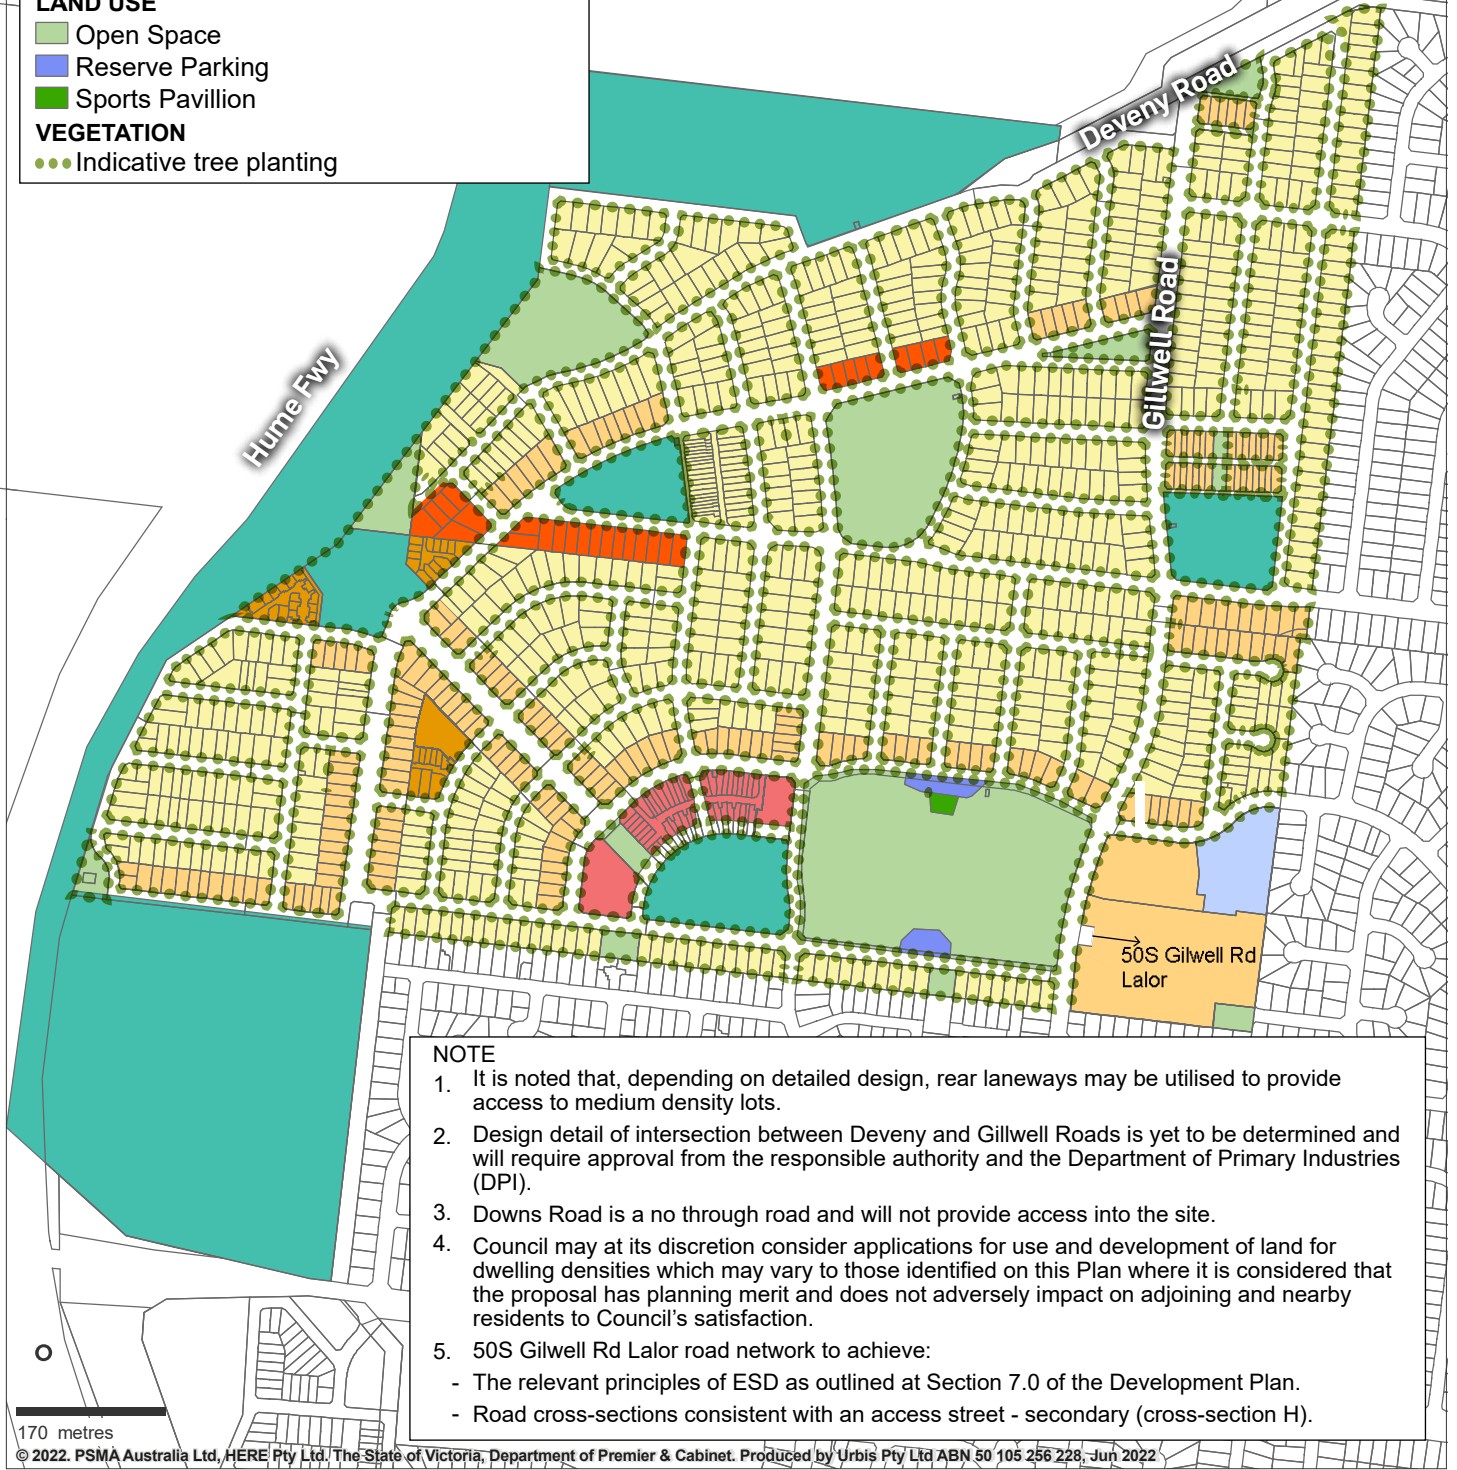 LAND USE
Open Space
Reserve Parking
Sports Pavillion
VEGETATION
Indicative tree planting
Deveny Road
Gillwell Road
Hume Fwy
50S Gilwell Rd
Lalor
NOTE
1. It is noted that, depending on detailed design, rear laneways may be utilised to provide
access to medium density lots.
2. Design detail of intersection between Deveny and Gillwell Roads is yet to be determined and
will require approval from the responsible authority and the Department of Primary Industries
(DPI).
3. Downs Road is a no through road and will not provide access into the site.
4. Council may at its discretion consider applications for use and development of land for
dwelling densities which may vary to those identified on this Plan where it is considered that
the proposal has planning merit and does not adversely impact on adjoining and nearby
residents to Council's satisfaction.
5. 50S Gilwell Rd Lalor road network to achieve:
- The relevant principles of ESD as outlined at Section 7.0 of the Development Plan.
- Road cross-sections consistent with an access street - secondary (cross-section H).
170 metres
© 2022. PSMA Australia Ltd, HERE Pty Ltd. The State of Victoria, Department of Premier & Cabinet. Produced by Urbis Pty Ltd ABN 50 105 256 228, Jun 2022